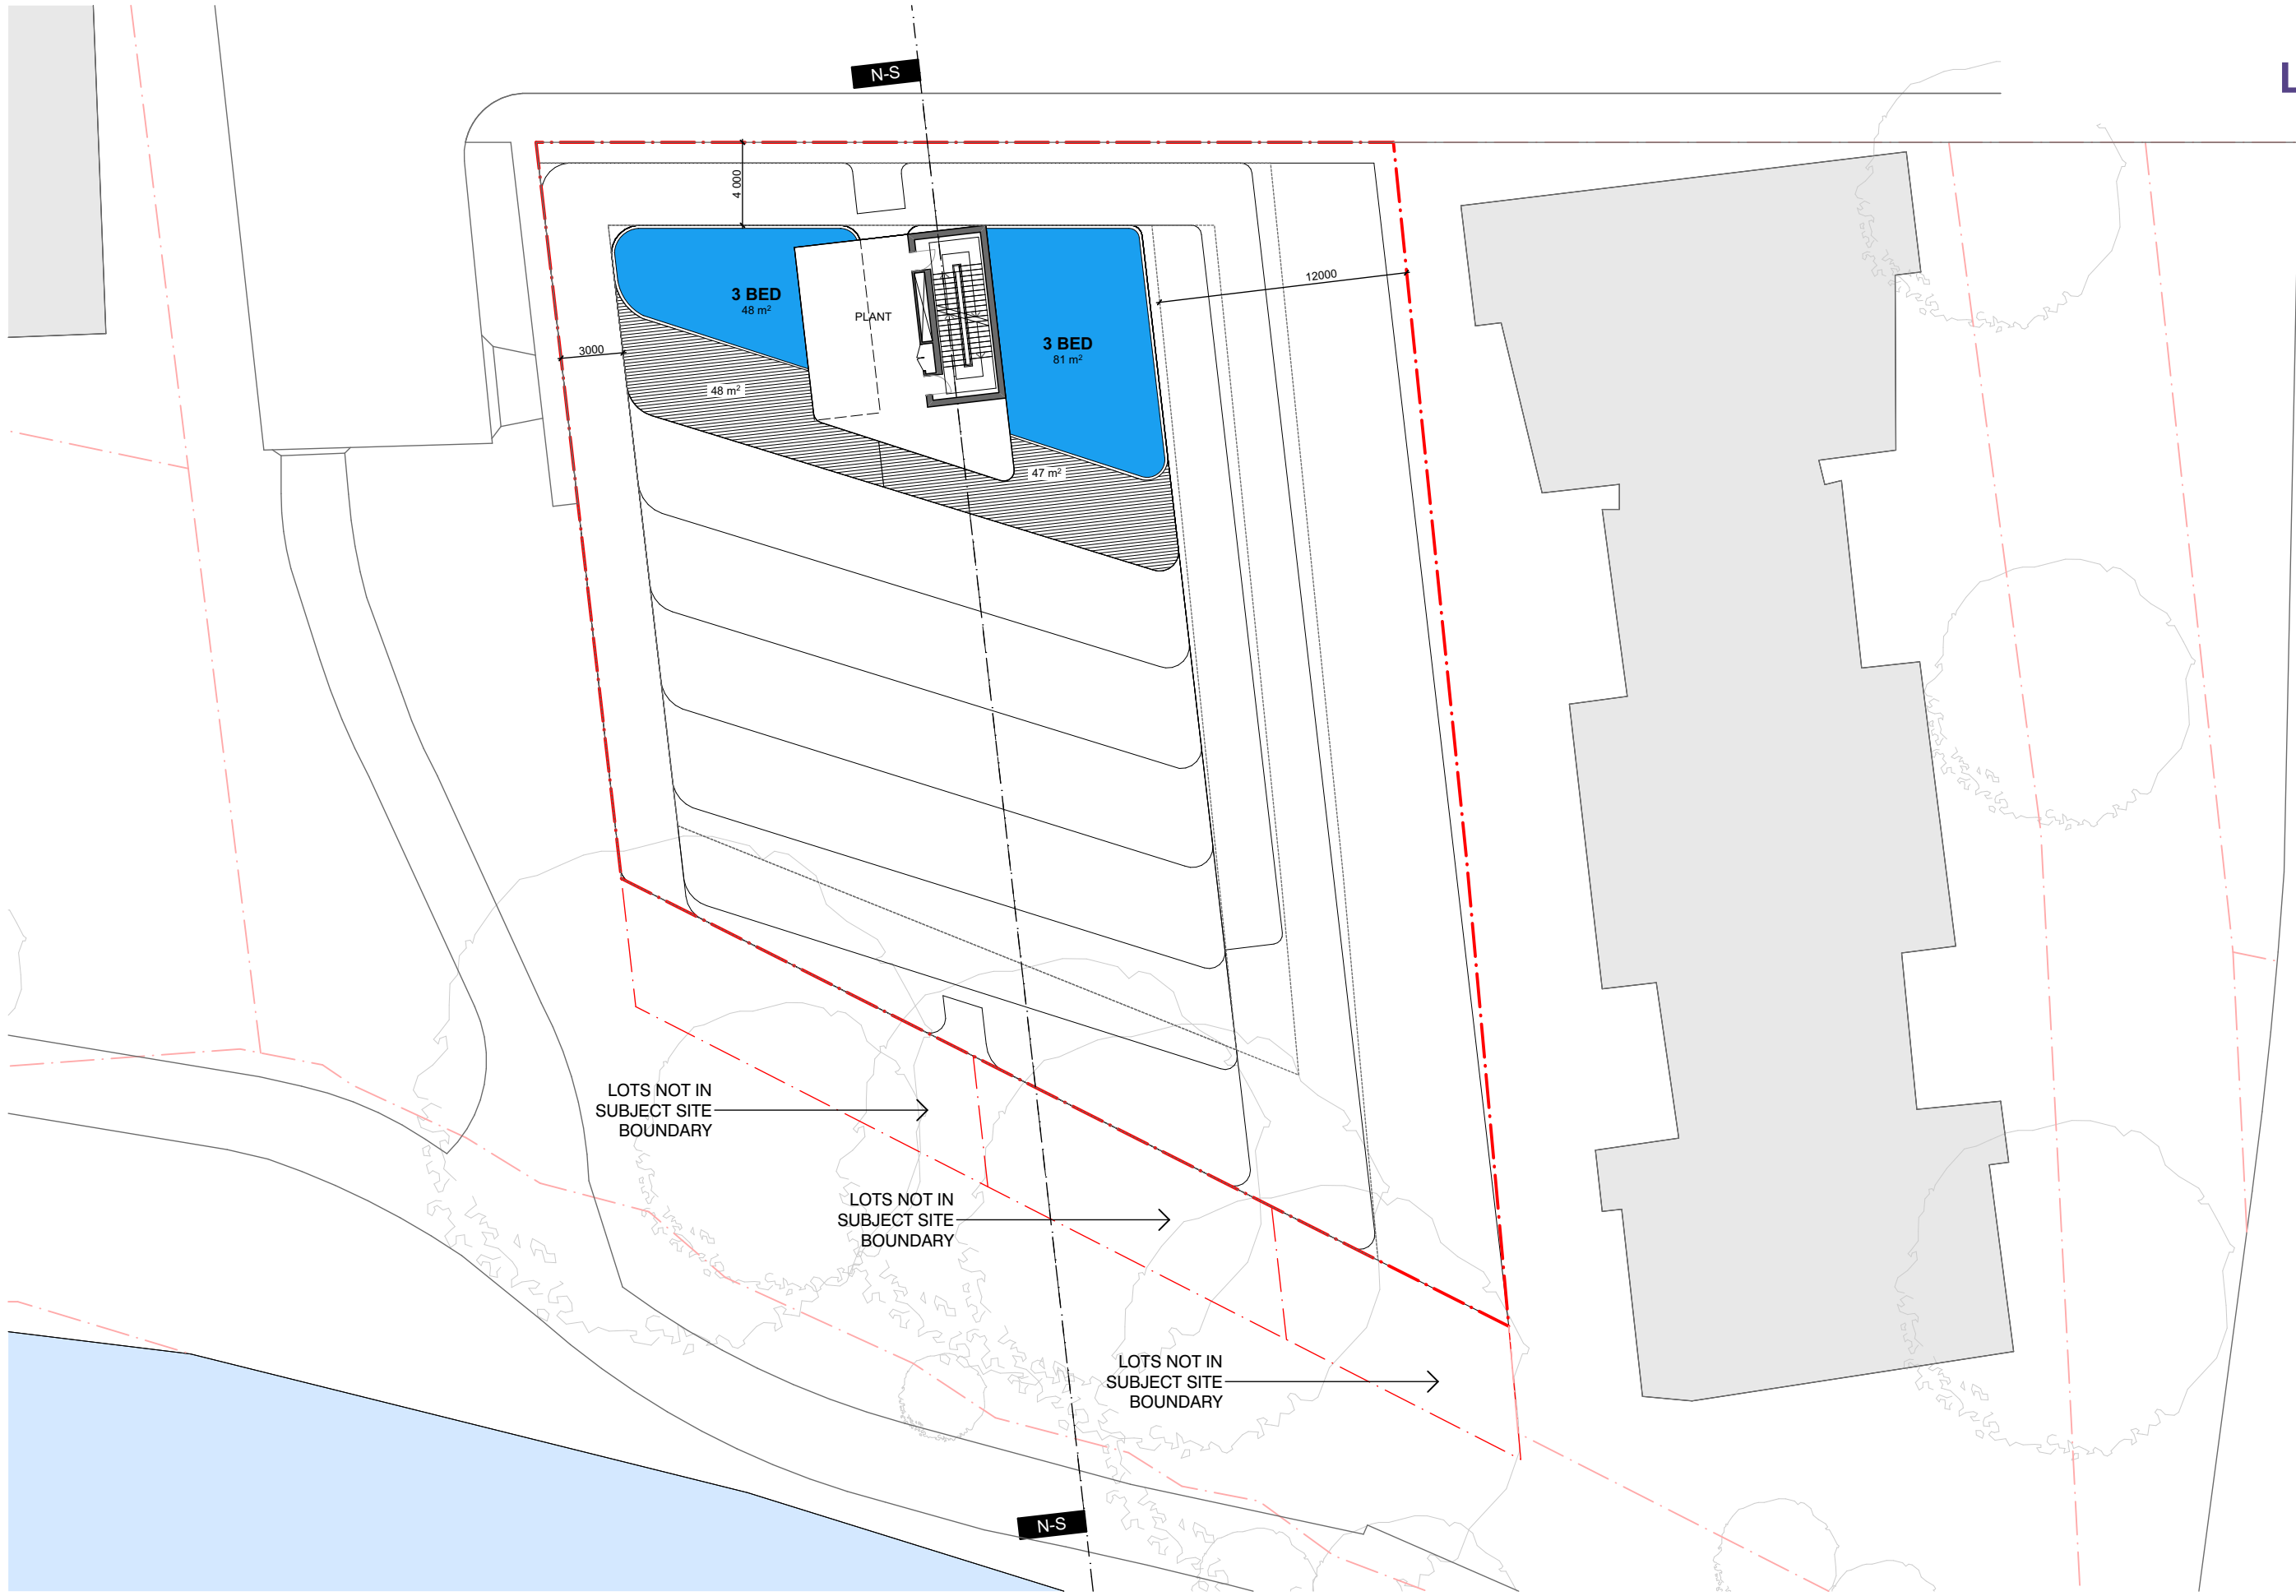 N-S
L
4 000
12000
3 BED
48 m²
PLANT
3 BED
81 m²
3000
48 m²
47 m²
LOTS NOT IN
SUBJECT SITE
BOUNDARY
LOTS NOT IN
SUBJECT SITE
BOUNDARY
LOTS NOT IN
SUBJECT SITE
BOUNDARY
N-S